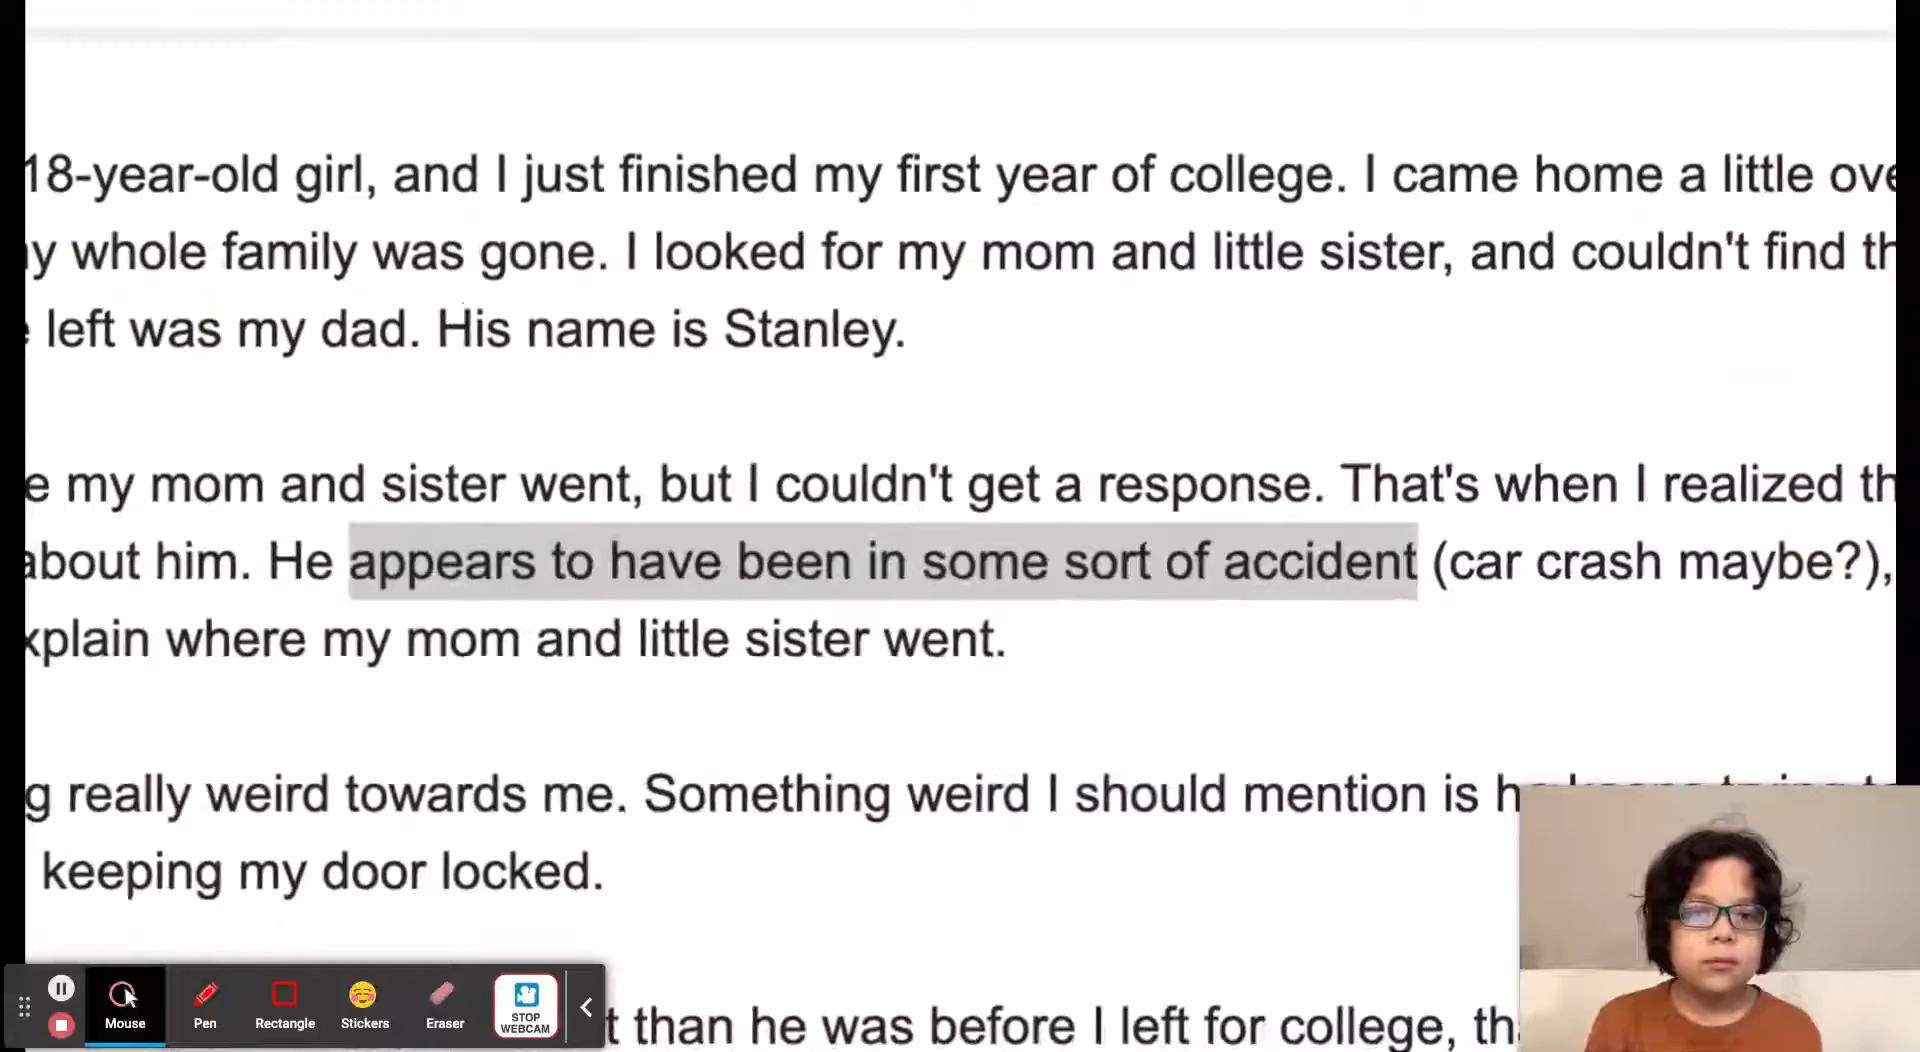 18-year-old girl, and I just finished my first year of college. I came home a little ove
y whole family was gone. I looked for my mom and little sister, and couldn't find th
left was my dad. His name is Stanley.
e my mom and sister went, but I couldn't get a response. That's when I realized th
about him. He appears to have been in some sort of accident (car crash maybe?),
xplain where my mom and little sister went.
g really weird towards me. Something weird I should mention is
keeping my door locked.
t than he was before I left for college, th
Mouse
Pen
Rectangle
Stickers
Eraser
STOP
WEBCAM